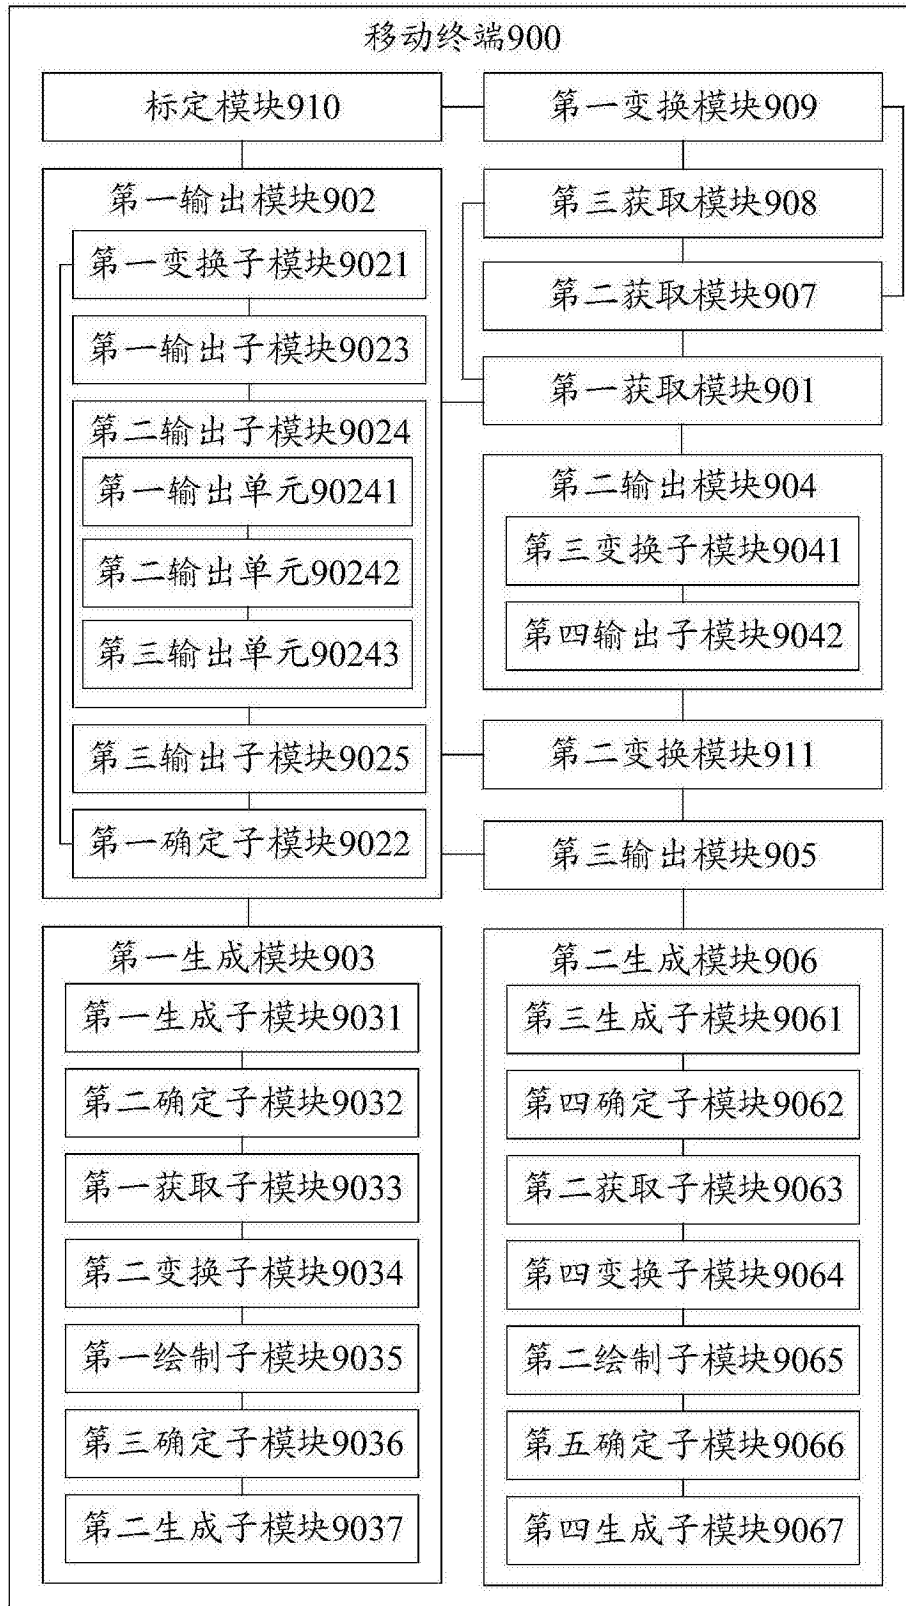 移动终端900
标定模块910
第一变换模块909
第一输出模块902
第一变换子模块9021
第一输出子模块9023
第二输出子模块9024
第一输出单元90241
第二输出单元90242
第三输出单元90243
第三输出子模块9025
第一确定子模块9022
第三获取模块908
第二获取模块907
第一获取模块901
第二输出模块904
第三变换子模块9041
第四输出子模块9042
第二变换模块911
第三输出模块905
第一生成模块903
第一生成子模块9031
第二确定子模块9032
第一获取子模块9033
第二变换子模块9034
第一绘制子模块9035
第三确定子模块9036
第二生成子模块9037
第二生成模块906
第三生成子模块9061
第四确定子模块9062
第二获取子模块9063
第四变换子模块9064
第二绘制子模块9065
第五确定子模块9066
第四生成子模块9067